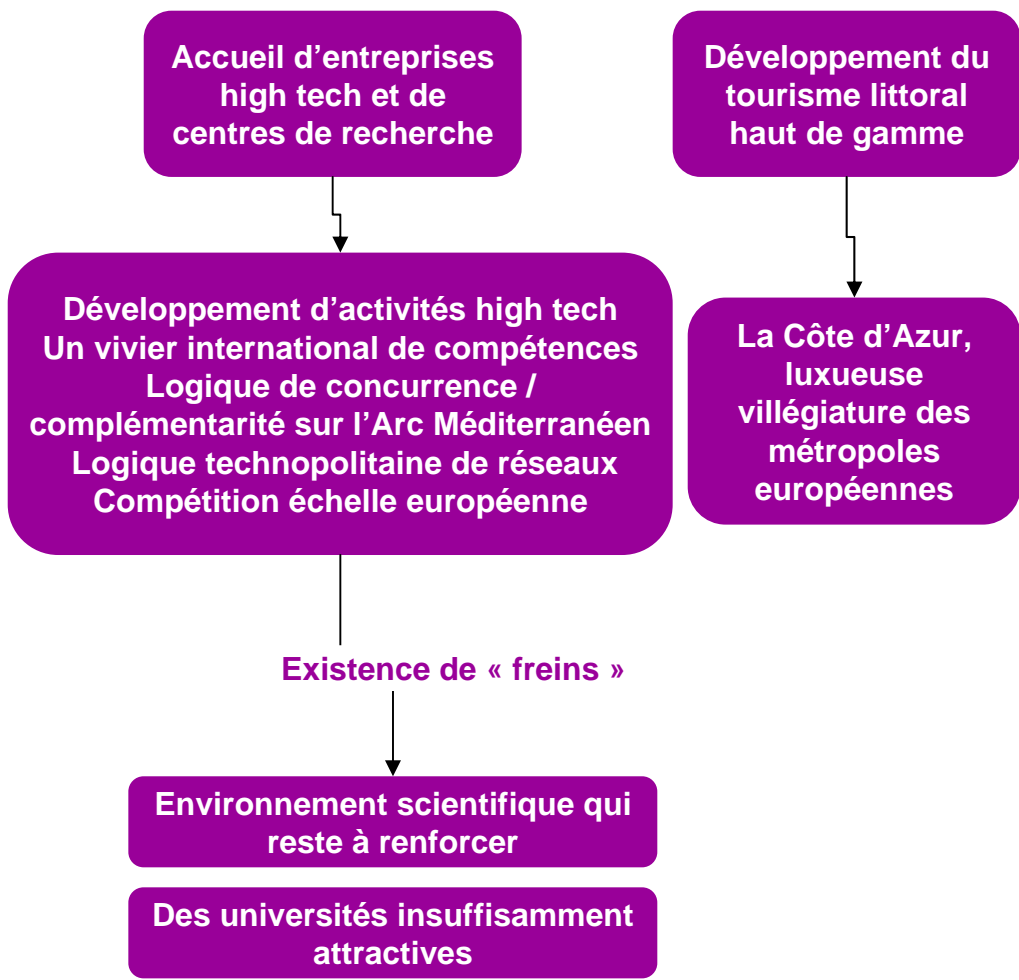 Accueil d’entreprises
high tech et de
centres de recherche
Développement du
tourisme littoral
haut de gamme
Développement d’activités high tech
Un vivier international de compétences
Logique de concurrence /
complémentarité sur l’Arc Méditerranéen
Logique technopolitaine de réseaux
Compétition échelle européenne
La Côte d’Azur,
luxueuse
villégiature des
métropoles
européennes
Existence de « freins »
Environnement scientifique qui
reste à renforcer
Des universités insuffisamment
attractives